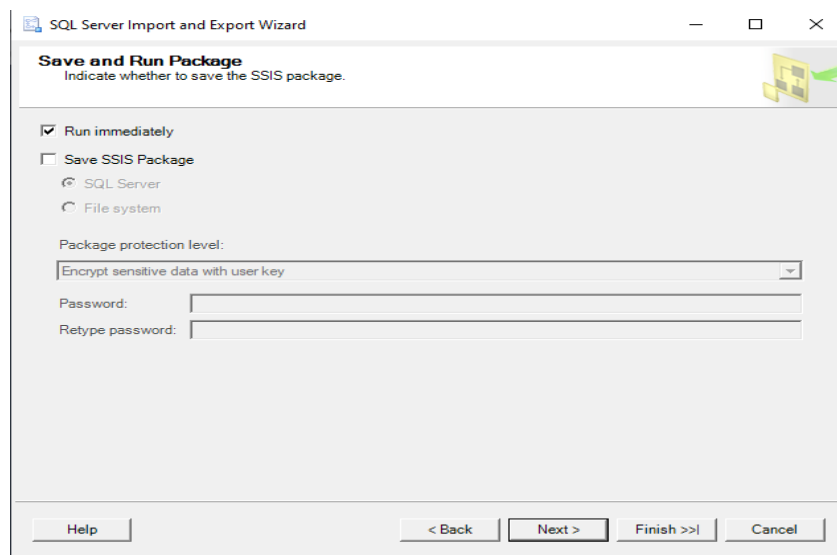 SQL Server Import and Export Wizard
Save and Run Package
Indicate whether to save the SSIS package.
Run immediately
Save SSIS Package
SQL Server
File system
Package protection level:
Encrypt sensitive data with user key
Password:
Retype password:
Help
< Back
Next >
Finish >>|
Cancel